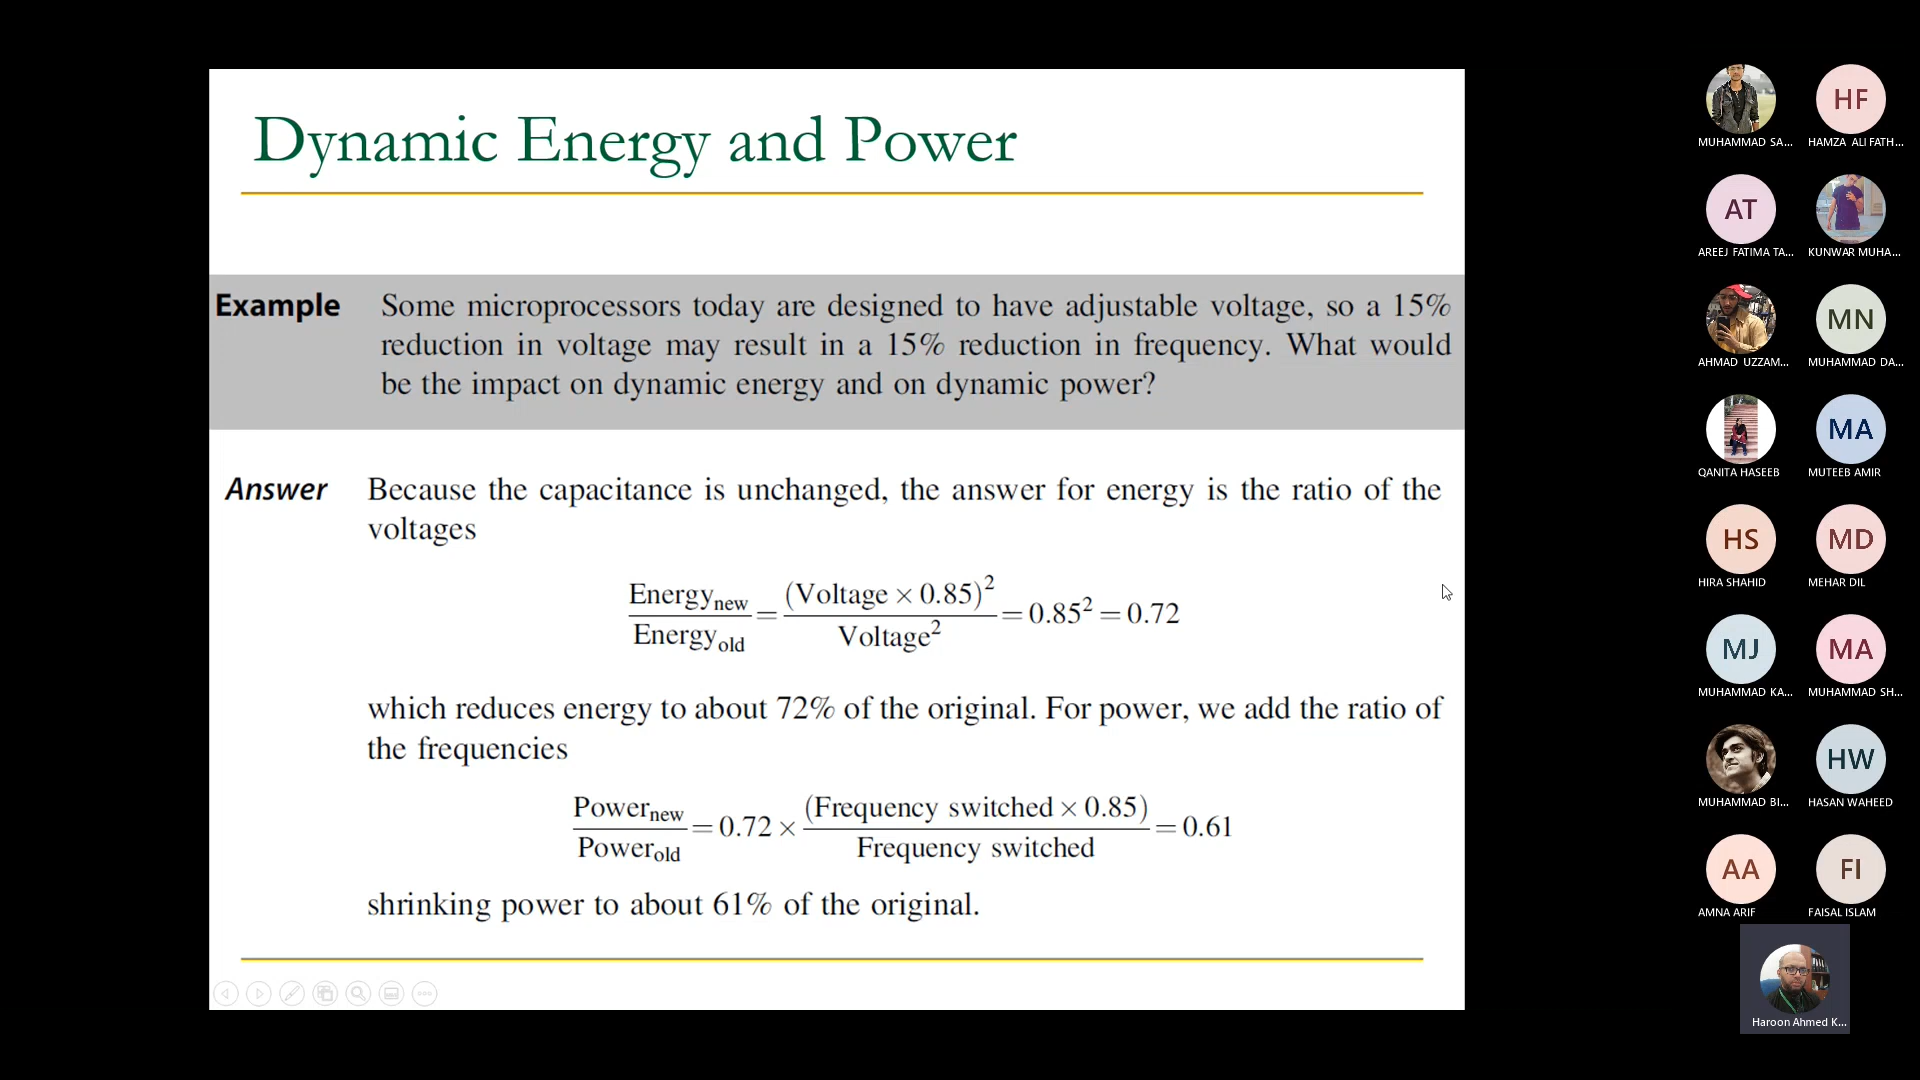 Dynamic Energy and Power
Example Some microprocessors today are designed to have adjustable voltage, so a 15%
reduction in voltage may result in a 15% reduction in frequency. What would
be the impact on dynamic energy and on dynamic power?
Answer Because the capacitance is unchanged, the answer for energy is the ratio of the
voltages
Energy_new / Energy_old = (Voltage × 0.85)² / Voltage² = 0.85² = 0.72
which reduces energy to about 72% of the original. For power, we add the ratio of
the frequencies
Power_new / Power_old = 0.72 × (Frequency switched × 0.85) / Frequency switched = 0.61
shrinking power to about 61% of the original.
HF
MUHAMMAD SA... HAMZA ALI FATH...
AT
AREEJ FATIMA TA... KUNWAR MUHA...
MN
AHMAD UZZAM... MUHAMMAD DA...
MA
QANITA HASEEB MUTEEB AMIR
HS MD
HIRA SHAHID MEHAR DIL
MJ MA
MUHAMMAD KA... MUHAMMAD SH...
HW
MUHAMMAD BI... HASAN WAHEED
AA FI
AMNA ARIF FAISAL ISLAM
Haroon Ahmed K...